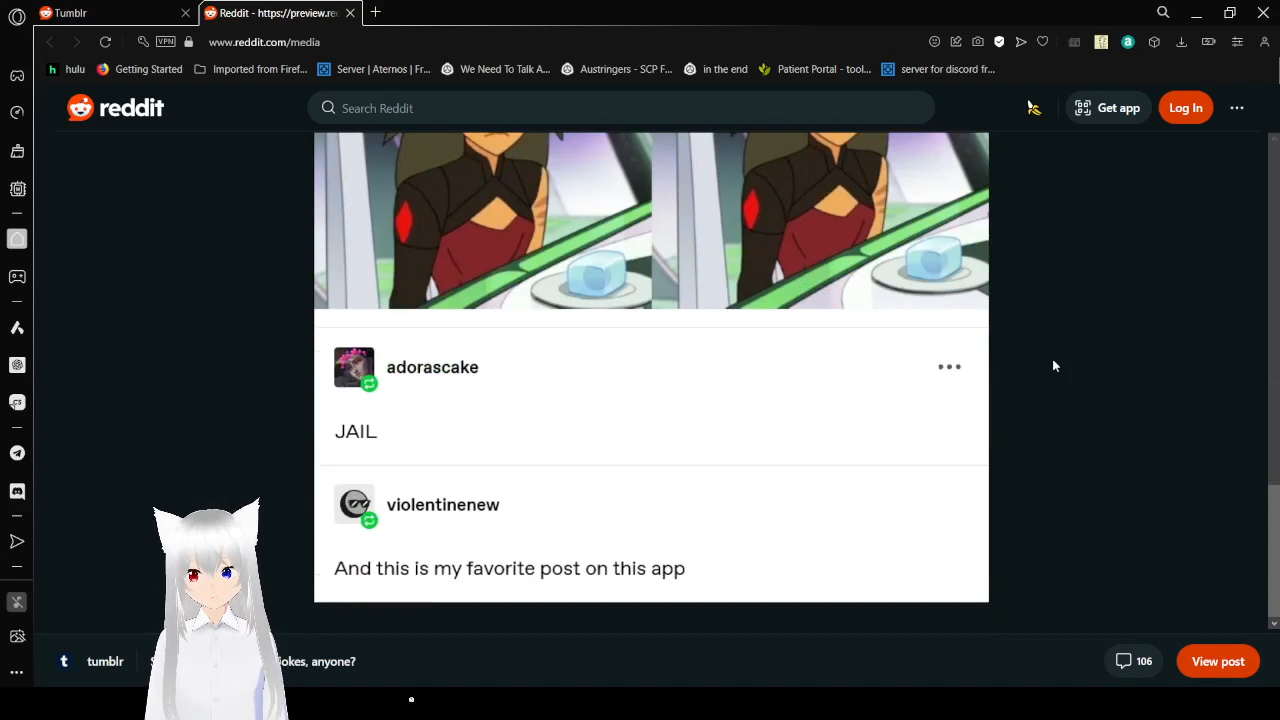 Tumblr
Reddit - https://preview.re
VPN
www.reddit.com/media
hulu
Getting Started
Imported from Firef...
Server | Aternos | Fr...
We Need To Talk A...
Austringers - SCP F...
in the end
Patient Portal - tool...
server for discord fr...
reddit
Search Reddit
Get app
Log In
adorascake
JAIL
violentinenew
And this is my favorite post on this app
tumblr
jokes, anyone?
106
View post